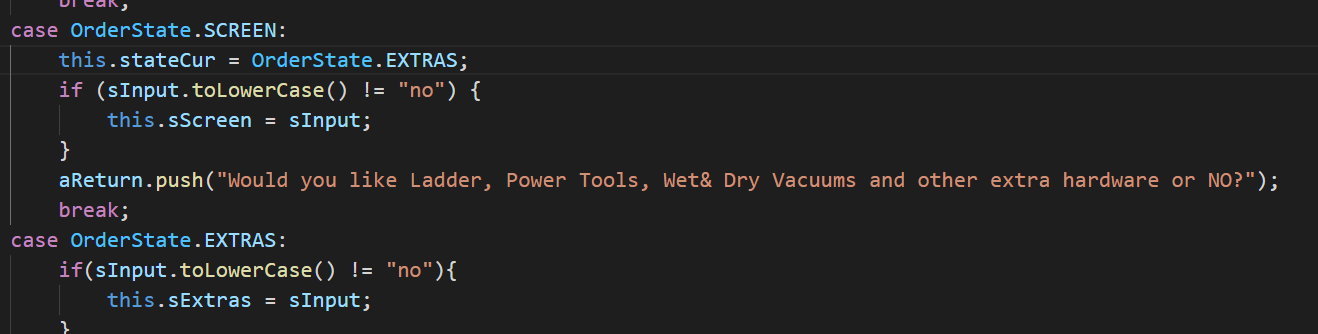 break;
case OrderState.SCREEN:
this.stateCur = OrderState.EXTRAS;
if (sInput.toLowerCase() != "no") {
this.sScreen = sInput;
}
aReturn.push("Would you like Ladder, Power Tools, Wet& Dry Vacuums and other extra hardware or NO?");
break;
case OrderState.EXTRAS:
if(sInput.toLowerCase() != "no"){
this.sExtras = sInput;
}